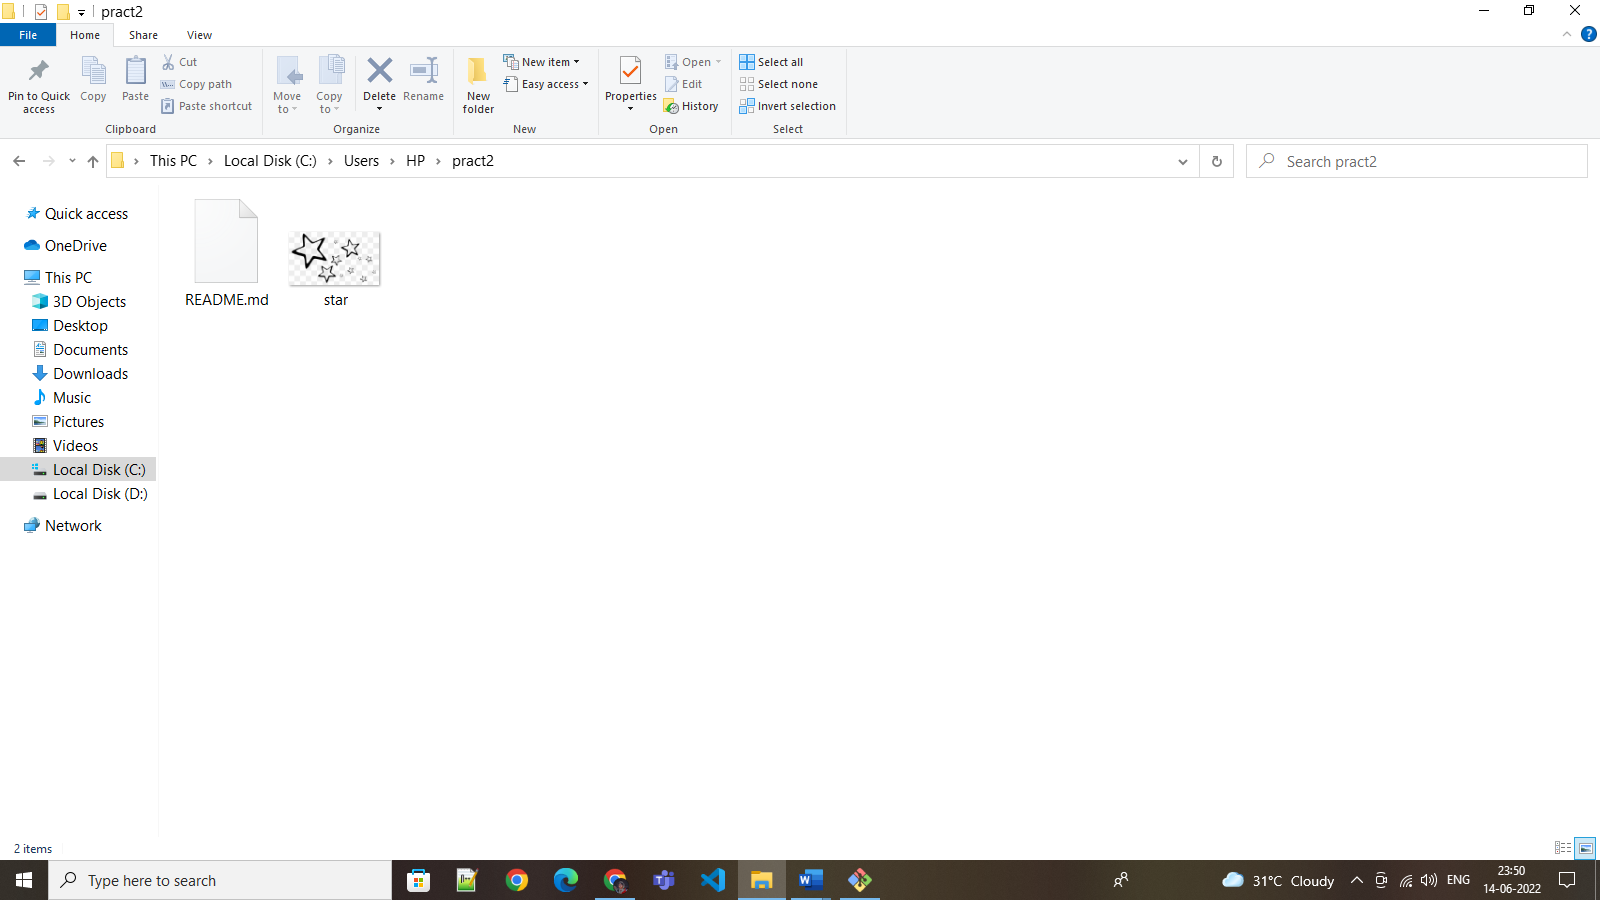 pract2
File Home Share View
Pin to Quick access
Copy
Paste
Cut
Copy path
Paste shortcut
Clipboard
Move to
Copy to
Delete
Rename
Organize
New folder
New item
Easy access
New
Properties
Open
Edit
History
Open
Select all
Select none
Invert selection
Select
This PC › Local Disk (C:) › Users › HP › pract2
Search pract2
Quick access
OneDrive
This PC
3D Objects
Desktop
Documents
Downloads
Music
Pictures
Videos
Local Disk (C:)
Local Disk (D:)
Network
README.md
star
2 items
Type here to search
31°C Cloudy
ENG
23:50
14-06-2022